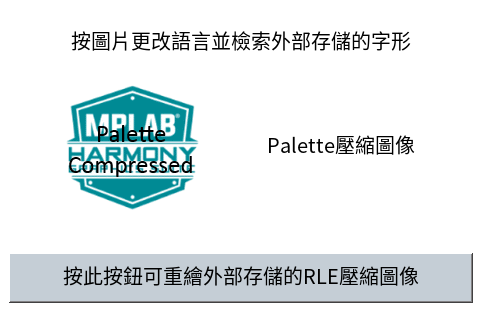 按圖片更改語言並檢索外部存儲的字形
MPLAB®
HARMONY
GRAPHICS SUITE
Palette
Compressed
Palette壓縮圖像
按此按鈕可重繪外部存儲的RLE壓縮圖像